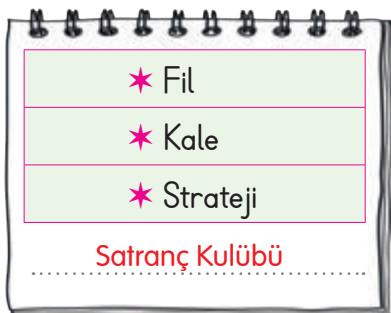 ✶ Fil
✶ Kale
✶ Strateji
Satranç Kulübü